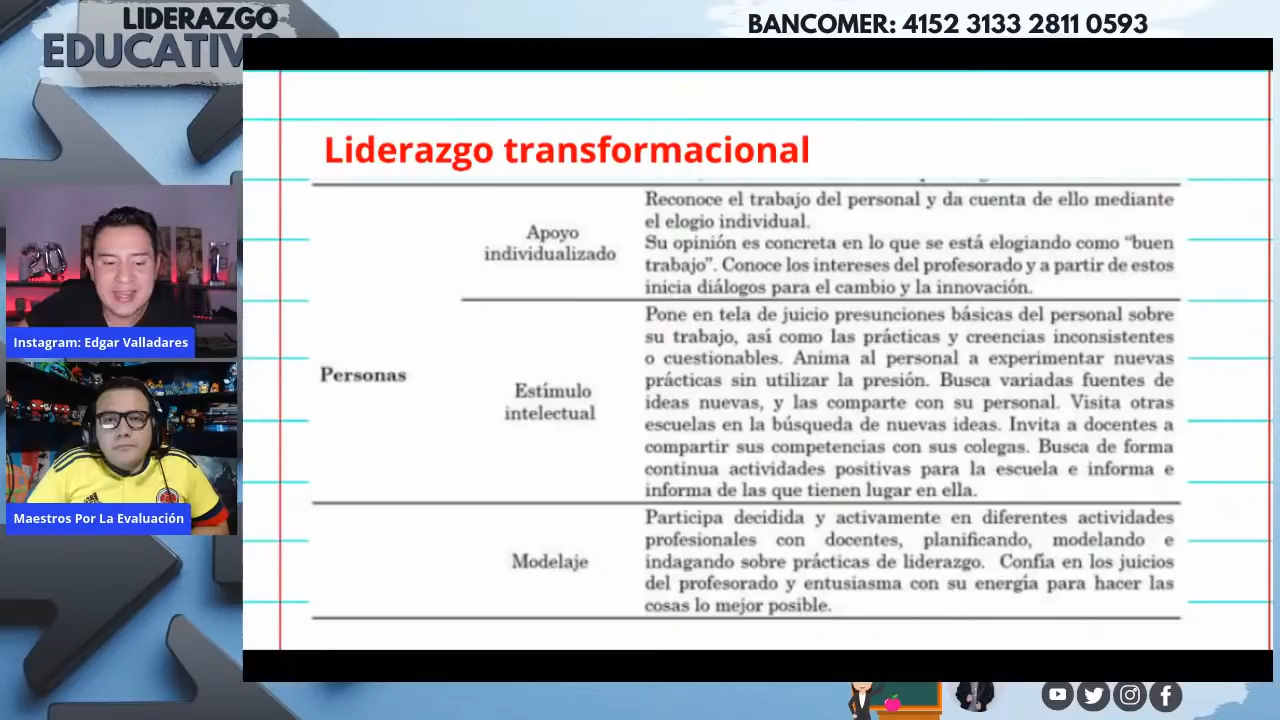 LIDERAZGO
EDUCATIV
BANCOMER: 4152 3133 2811 0593
Liderazgo transformacional
Apoyo
individualizado
Reconoce el trabajo del personal y da cuenta de ello mediante
el elogio individual.
Su opinión es concreta en lo que se está elogiando como “buen
trabajo”. Conoce los intereses del profesorado y a partir de estos
inicia diálogos para el cambio y la innovación.
Personas
Estímulo
intelectual
Pone en tela de juicio presunciones básicas del personal sobre
su trabajo, así como las prácticas y creencias inconsistentes
o cuestionables. Anima al personal a experimentar nuevas
prácticas sin utilizar la presión. Busca variadas fuentes de
ideas nuevas, y las comparte con su personal. Visita otras
escuelas en la búsqueda de nuevas ideas. Invita a docentes a
compartir sus competencias con sus colegas. Busca de forma
continua actividades positivas para la escuela e informa e
informa de las que tienen lugar en ella.
Modelaje
Participa decidida y activamente en diferentes actividades
profesionales con docentes, planificando, modelando e
indagando sobre prácticas de liderazgo. Confía en los juicios
del profesorado y entusiasma con su energía para hacer las
cosas lo mejor posible.
20
Instagram: Edgar Valladares
Maestros Por La Evaluación